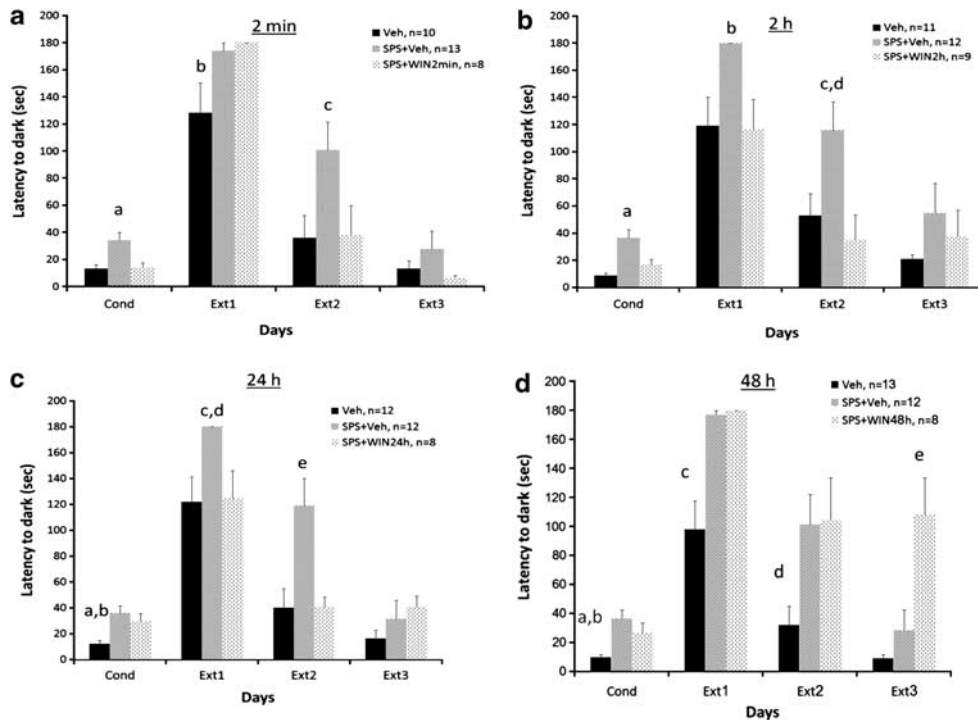 a
2 min
Veh, n=10
SPS+Veh, n=13
SPS+WIN2min, n=8
Latency to dark (sec)
200
180
160
140
120
100
80
60
40
20
0
a
b
c
Cond
Ext1
Ext2
Ext3
Days
b
2 h
Veh, n=11
SPS+Veh, n=12
SPS+WIN2h, n=9
Latency to dark (sec)
200
180
160
140
120
100
80
60
40
20
0
a
b
c,d
Cond
Ext1
Ext2
Ext3
Days
c
24 h
Veh, n=12
SPS+Veh, n=12
SPS+WIN24h, n=8
Latency to dark (sec)
200
180
160
140
120
100
80
60
40
20
0
a,b
c,d
e
Cond
Ext1
Ext2
Ext3
Days
d
48 h
Veh, n=13
SPS+Veh, n=12
SPS+WIN48h, n=8
Latency to dark (sec)
200
180
160
140
120
100
80
60
40
20
0
a,b
c
d
e
Cond
Ext1
Ext2
Ext3
Days